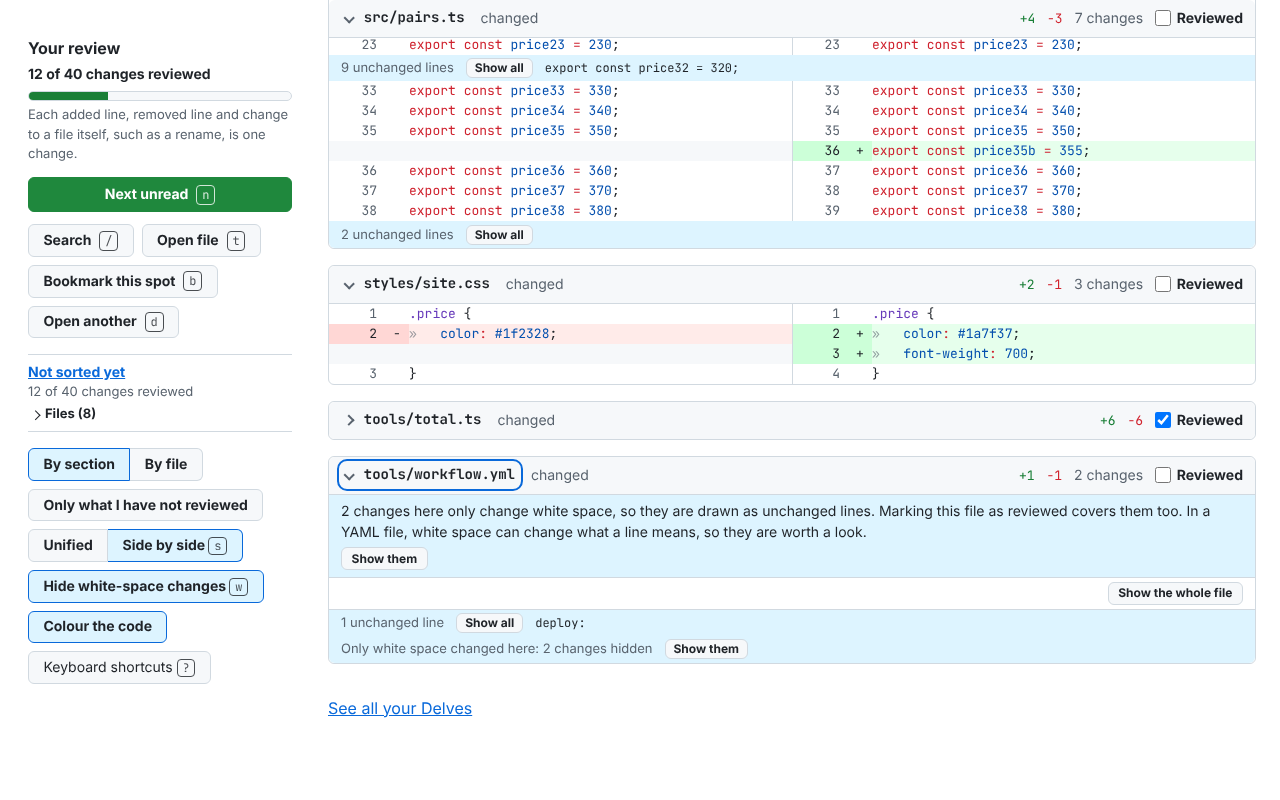 Your review
12 of 40 changes reviewed
Each added line, removed line and change
to a file itself, such as a rename, is one
change.
Next unread n
Search /
Open file t
Bookmark this spot b
Open another d
Not sorted yet
12 of 40 changes reviewed
Files (8)
By section
By file
Only what I have not reviewed
Unified
Side by side s
Hide white-space changes w
Colour the code
Keyboard shortcuts ?
src/pairs.ts changed +4 -3 7 changes Reviewed
23 export const price23 = 230; 23 export const price23 = 230;
9 unchanged lines Show all export const price32 = 320;
33 export const price33 = 330; 33 export const price33 = 330;
34 export const price34 = 340; 34 export const price34 = 340;
35 export const price35 = 350; 35 export const price35 = 350;
36 + export const price35b = 355;
36 export const price36 = 360; 37 export const price36 = 360;
37 export const price37 = 370; 38 export const price37 = 370;
38 export const price38 = 380; 39 export const price38 = 380;
2 unchanged lines Show all
styles/site.css changed +2 -1 3 changes Reviewed
1 .price { 1 .price {
2 - » color: #1f2328; 2 + » color: #1a7f37;
3 + » font-weight: 700;
3 } 4 }
tools/total.ts changed +6 -6 Reviewed
tools/workflow.yml changed +1 -1 2 changes Reviewed
2 changes here only change white space, so they are drawn as unchanged lines. Marking this file as reviewed covers them too. In a
YAML file, white space can change what a line means, so they are worth a look.
Show them
Show the whole file
1 unchanged line Show all deploy:
Only white space changed here: 2 changes hidden Show them
See all your Delves